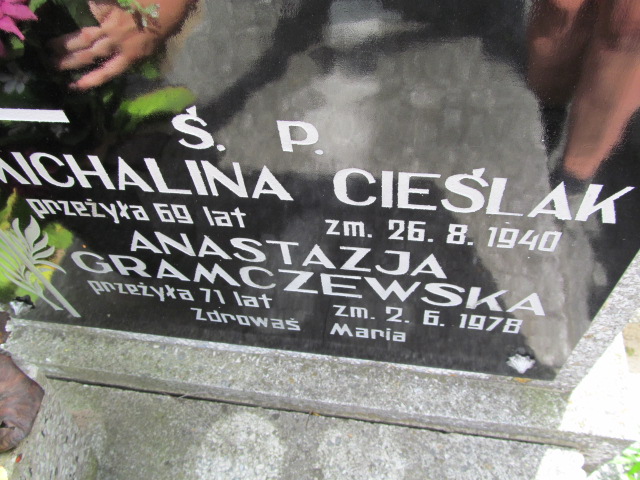 Ś. P.
MICHALINA CIEŚLAK
przeżyła 69 lat zm. 26. 8. 1940
ANASTAZJA
GRAMCZEWSKA
przeżyła 71 lat zm. 2. 6. 1978
Zdrowaś Maria